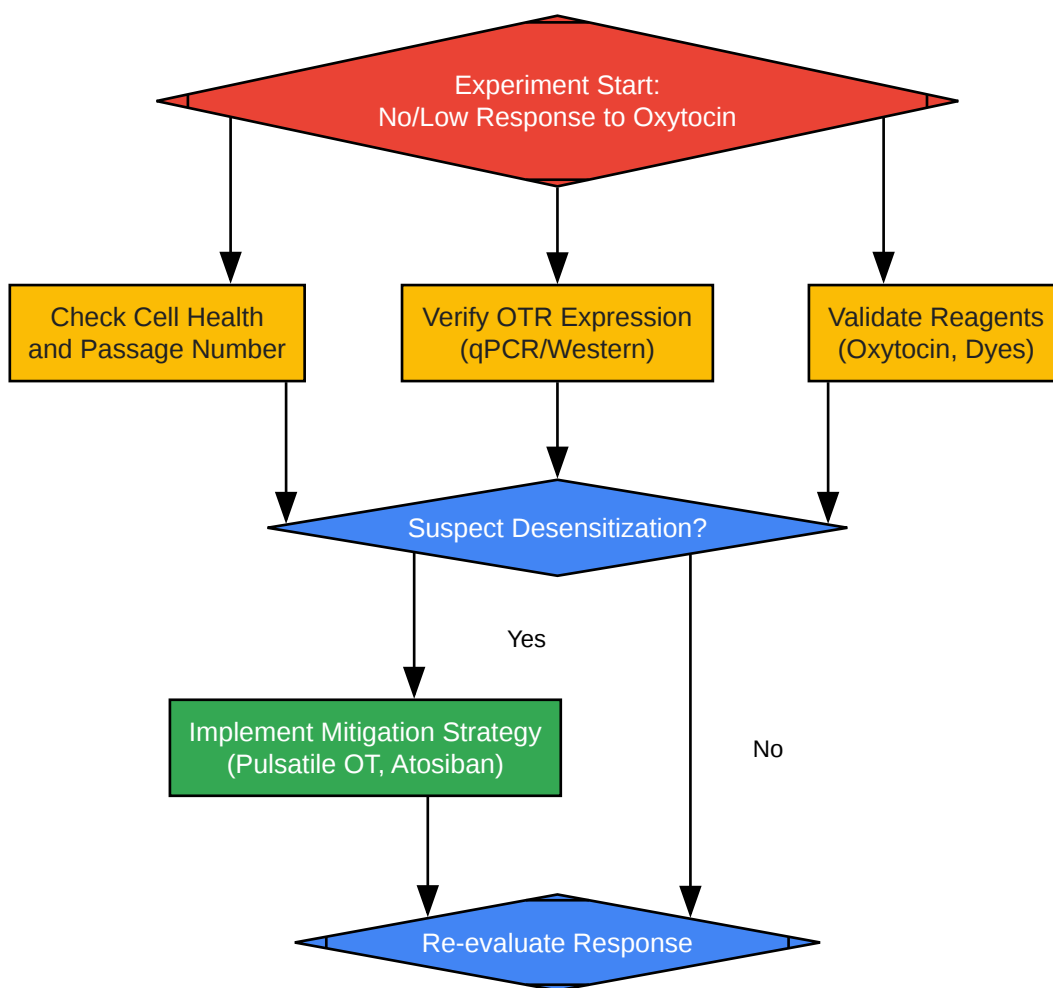 Experiment Start:
No/Low Response to Oxytocin
Check Cell Health
and Passage Number
Verify OTR Expression
(qPCR/Western)
Validate Reagents
(Oxytocin, Dyes)
Suspect Desensitization?
Yes
Implement Mitigation Strategy
(Pulsatile OT, Atosiban)
No
Re-evaluate Response